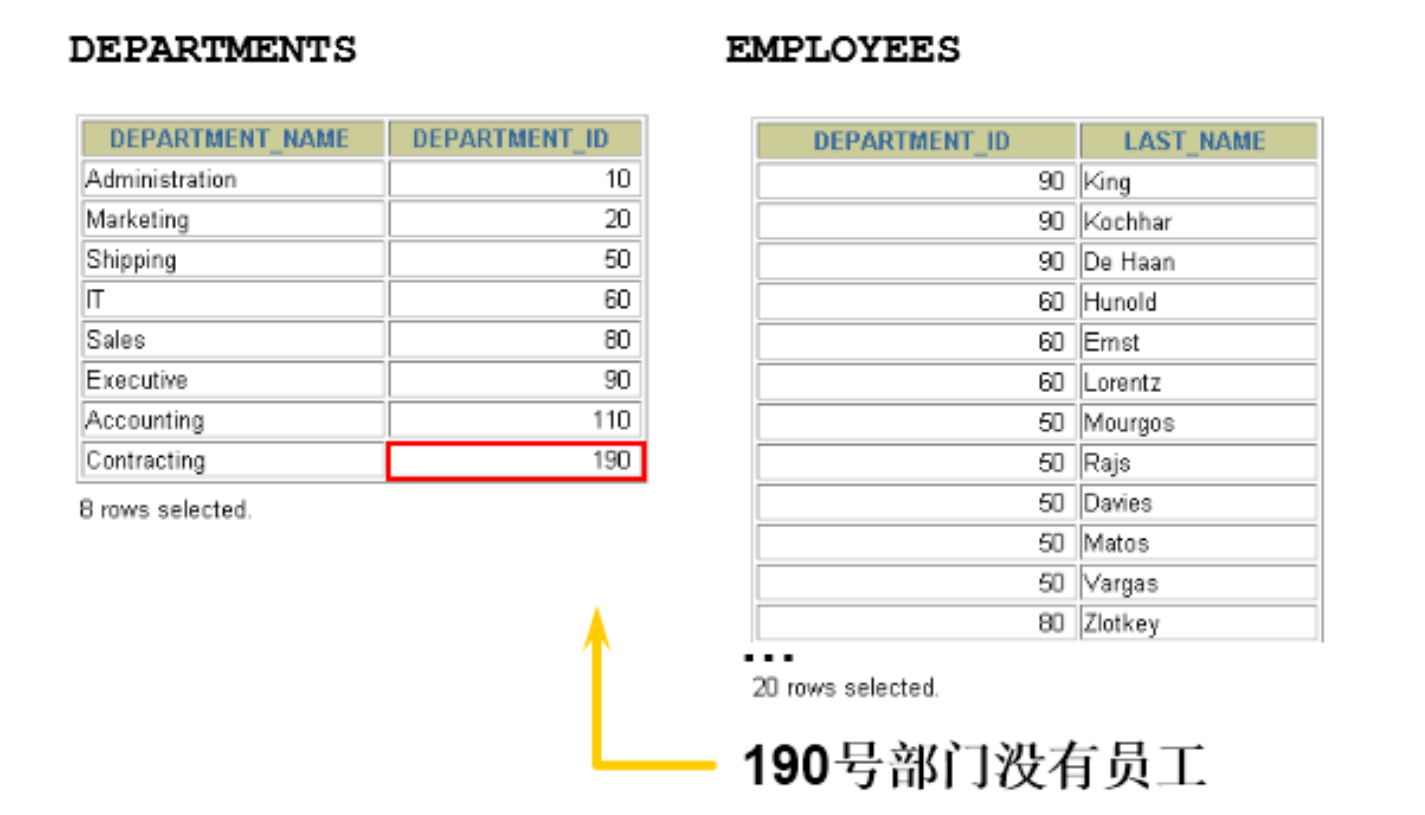 DEPARTMENTS
DEPARTMENT_NAME DEPARTMENT_ID
Administration 10
Marketing 20
Shipping 50
IT 60
Sales 80
Executive 90
Accounting 110
Contracting 190
8 rows selected.
EMPLOYEES
DEPARTMENT_ID LAST_NAME
90 King
90 Kochhar
90 De Haan
60 Hunold
60 Ernst
60 Lorentz
50 Mourgos
50 Rajs
50 Davies
50 Matos
50 Vargas
80 Zlotkey
...
20 rows selected.
190号部门没有员工